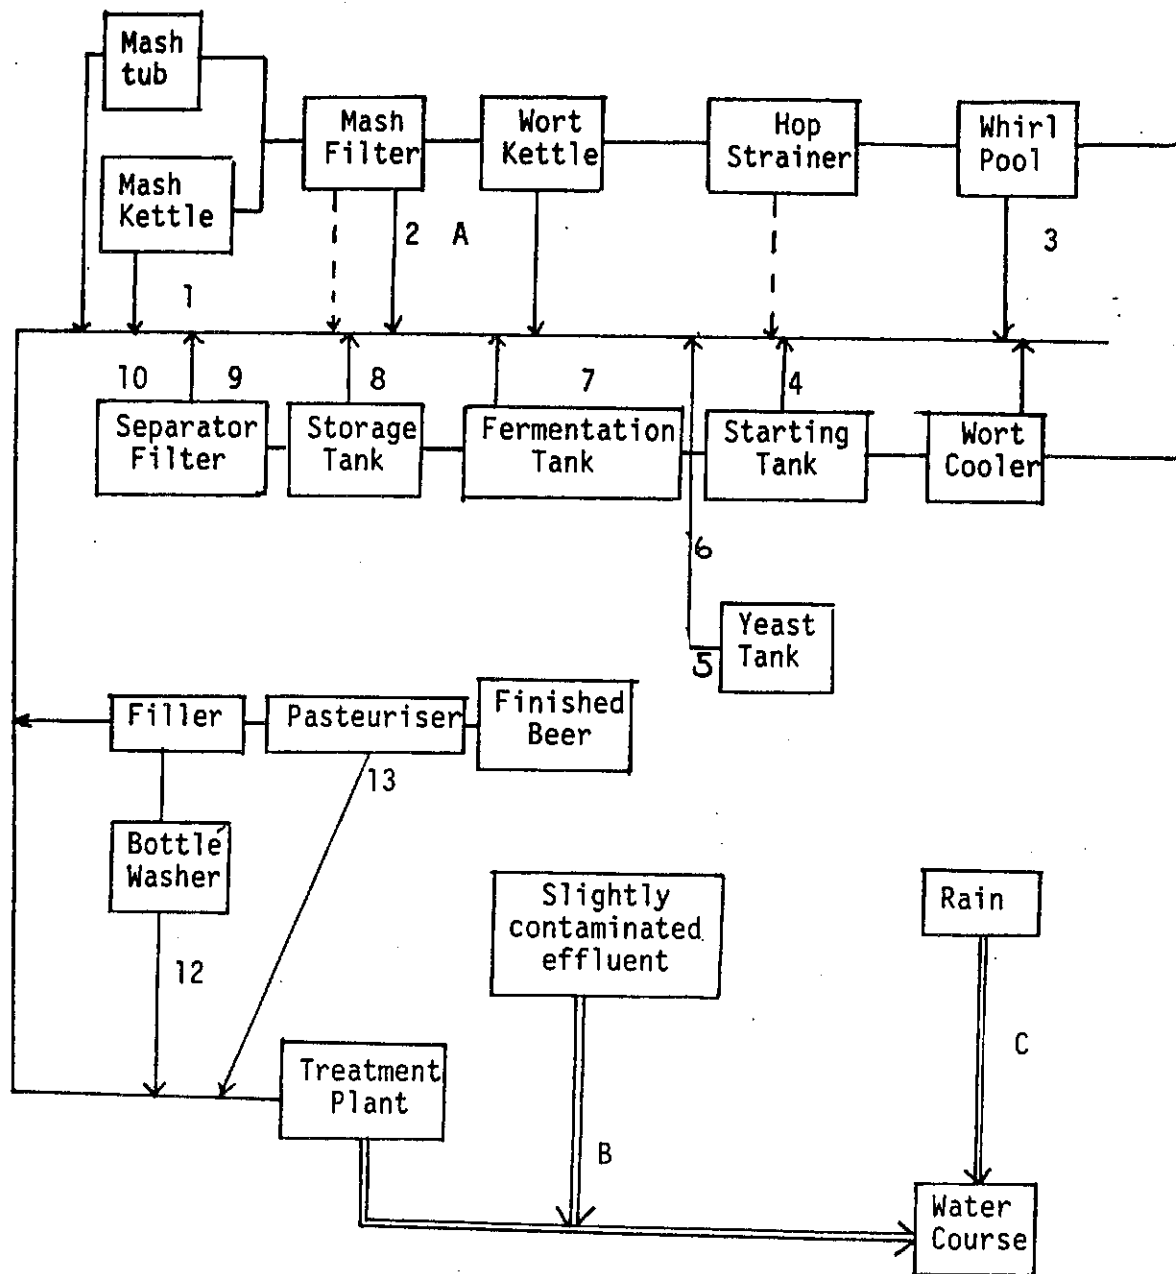 Mash
tub
Mash
Kettle
Mash
Filter
Wort
Kettle
Hop
Strainer
Whirl
Pool
1
2
A
3
10
9
8
7
4
Separator
Filter
Storage
Tank
Fermentation
Tank
Starting
Tank
Wort
Cooler
6
5
Yeast
Tank
Filler
Pasteuriser
Finished
Beer
13
Bottle
Washer
12
Slightly
contaminated
effluent
Rain
C
Treatment
Plant
B
Water
Course